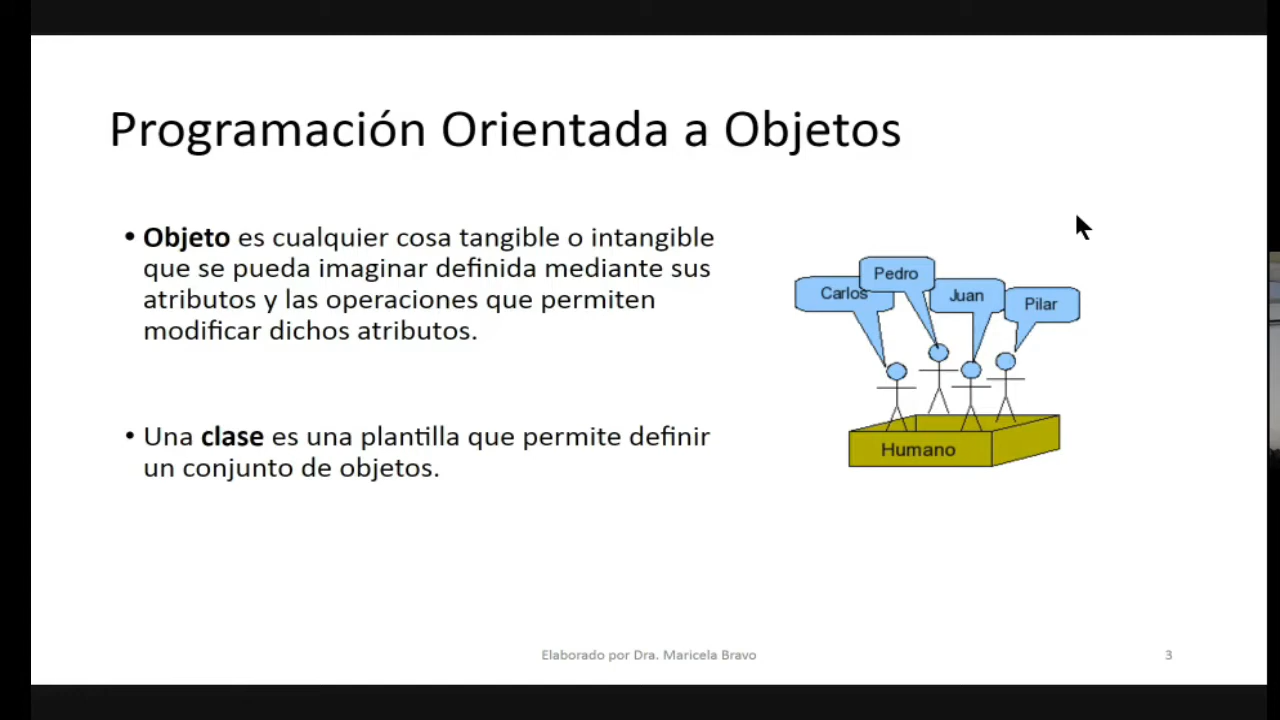 Programación Orientada a Objetos
• Objeto es cualquier cosa tangible o intangible
que se pueda imaginar definida mediante sus
atributos y las operaciones que permiten
modificar dichos atributos.
• Una clase es una plantilla que permite definir
un conjunto de objetos.
Carlos
Pedro
Juan
Pilar
Humano
Elaborado por Dra. Maricela Bravo
3